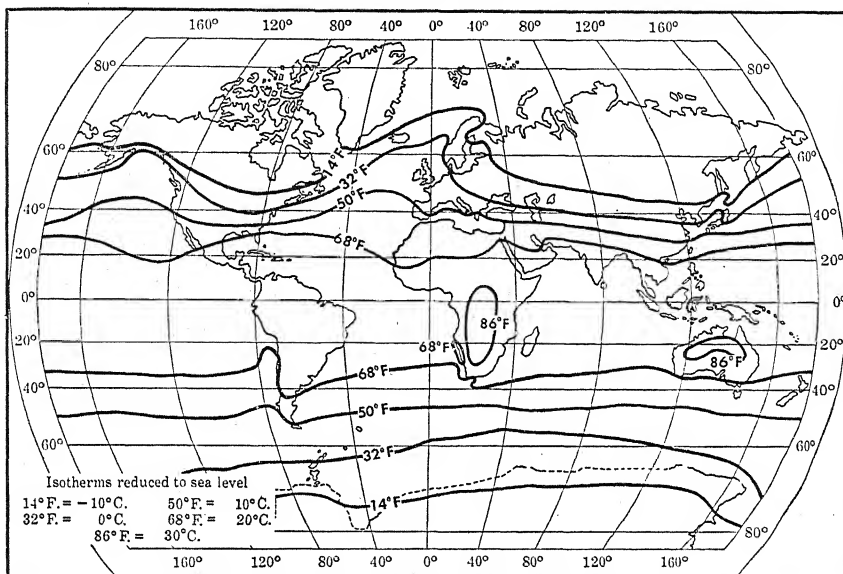 160° 120° 80° 40° 0° 40° 80° 120° 160°
80° 80°
60° 60°
14°F
32°F
50°F
40° 40°
68°F
20° 20°
0° 0°
86°F
68°F
20° 20°
86°F
68°F
40° 40°
50°F
60° 60°
32°F
Isotherms reduced to sea level
14°F. = −10°C. 50°F. = 10°C.
32°F. = 0°C. 68°F. = 20°C.
86°F. = 30°C.
14°F
80°
160° 120° 80° 40° 0° 40° 80° 120° 160°